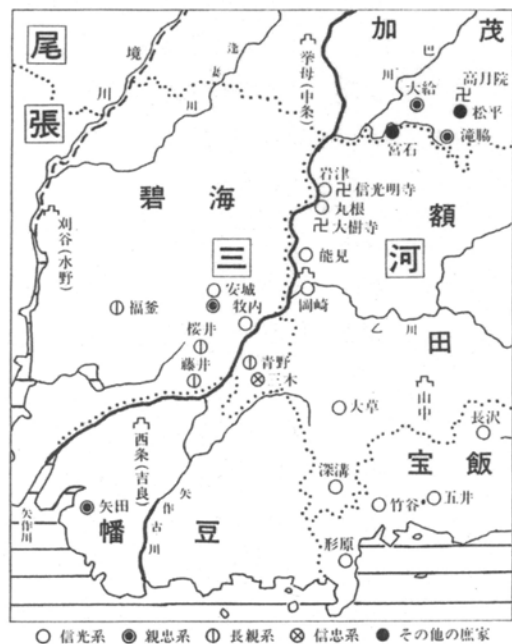 尾張
境川
逢妻川
挙母(中条)
加茂
巴川
大給
高月院
松平
宮石
滝脇
岩津
信光明寺
丸根
大樹寺
額田
碧海
刈谷(水野)
三河
能見
安城
岡崎
福釜
牧内
乙川
桜井
藤井
青野
三木
大草
山中
長沢
西条(吉良)
深溝
宝飯
矢作川
矢田
矢作古川
竹谷
五井
幡豆
形原
信光系 親忠系 長親系 信忠系 その他の庶家